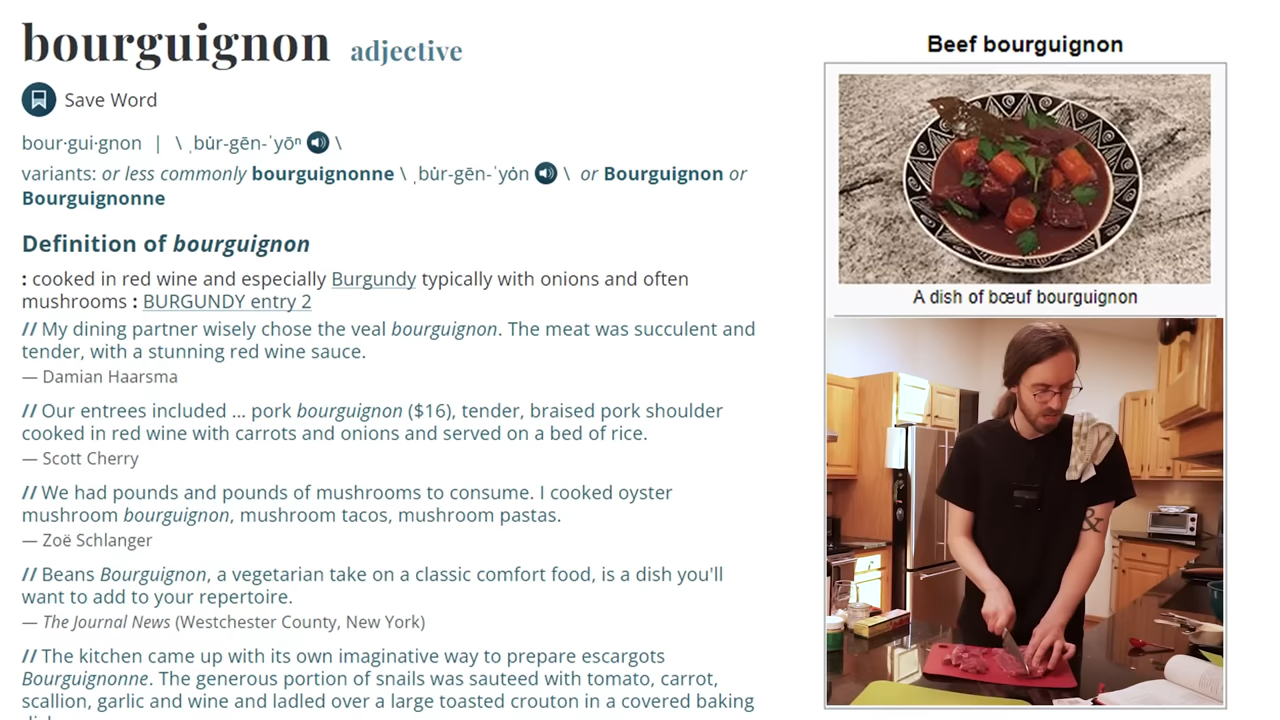 bourguignon adjective
Save Word
bour·gui·gnon | \ ˌbu̇r-gēn-ˈyōⁿ \
variants: or less commonly bourguignonne \ ˌbu̇r-gēn-ˈyȯn \ or Bourguignon or
Bourguignonne
Definition of bourguignon
: cooked in red wine and especially Burgundy typically with onions and often
mushrooms : BURGUNDY entry 2
// My dining partner wisely chose the veal bourguignon. The meat was succulent and
tender, with a stunning red wine sauce.
— Damian Haarsma
// Our entrees included ... pork bourguignon ($16), tender, braised pork shoulder
cooked in red wine with carrots and onions and served on a bed of rice.
— Scott Cherry
// We had pounds and pounds of mushrooms to consume. I cooked oyster
mushroom bourguignon, mushroom tacos, mushroom pastas.
— Zoë Schlanger
// Beans Bourguignon, a vegetarian take on a classic comfort food, is a dish you'll
want to add to your repertoire.
— The Journal News (Westchester County, New York)
// The kitchen came up with its own imaginative way to prepare escargots
Bourguignonne. The generous portion of snails was sauteed with tomato, carrot,
scallion, garlic and wine and ladled over a large toasted crouton in a covered baking
Beef bourguignon
A dish of bœuf bourguignon
&